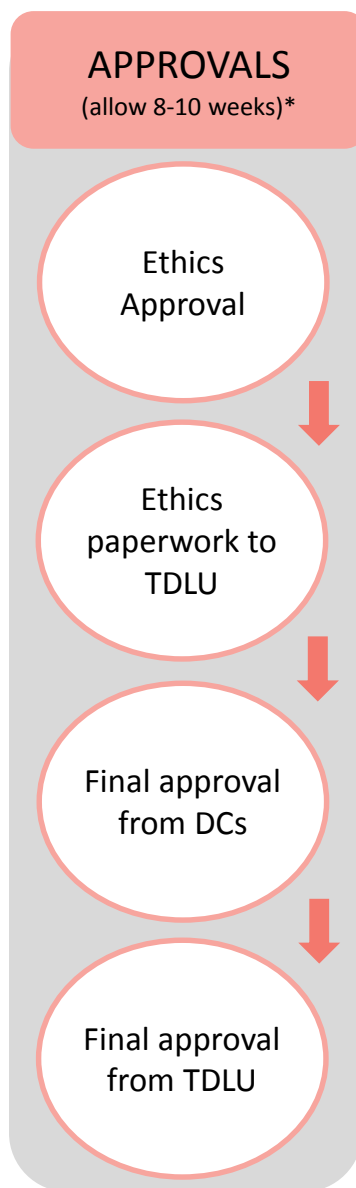 APPROVALS
(allow 8-10 weeks)*
Ethics
Approval
Ethics
paperwork to
TDLU
Final approval
from DCs
Final approval
from TDLU